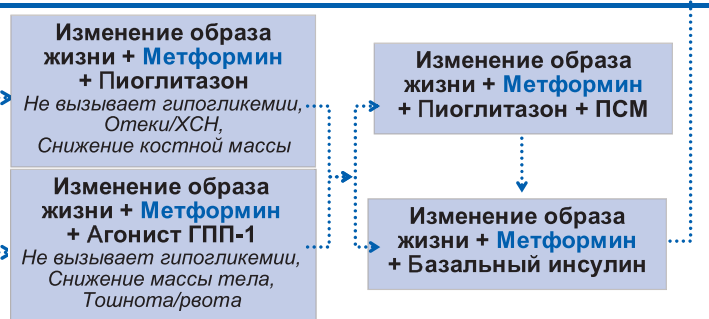 Изменение образа
жизни + Метформин
+ Пиоглитазон
Не вызывает гипогликемии,
Отеки/ХСН,
Снижение костной массы
Изменение образа
жизни + Метформин
+ Агонист ГПП-1
Не вызывает гипогликемии,
Снижение массы тела,
Тошнота/рвота
Изменение образа
жизни + Метформин
+ Пиоглитазон + ПСМ
Изменение образа
жизни + Метформин
+ Базальный инсулин